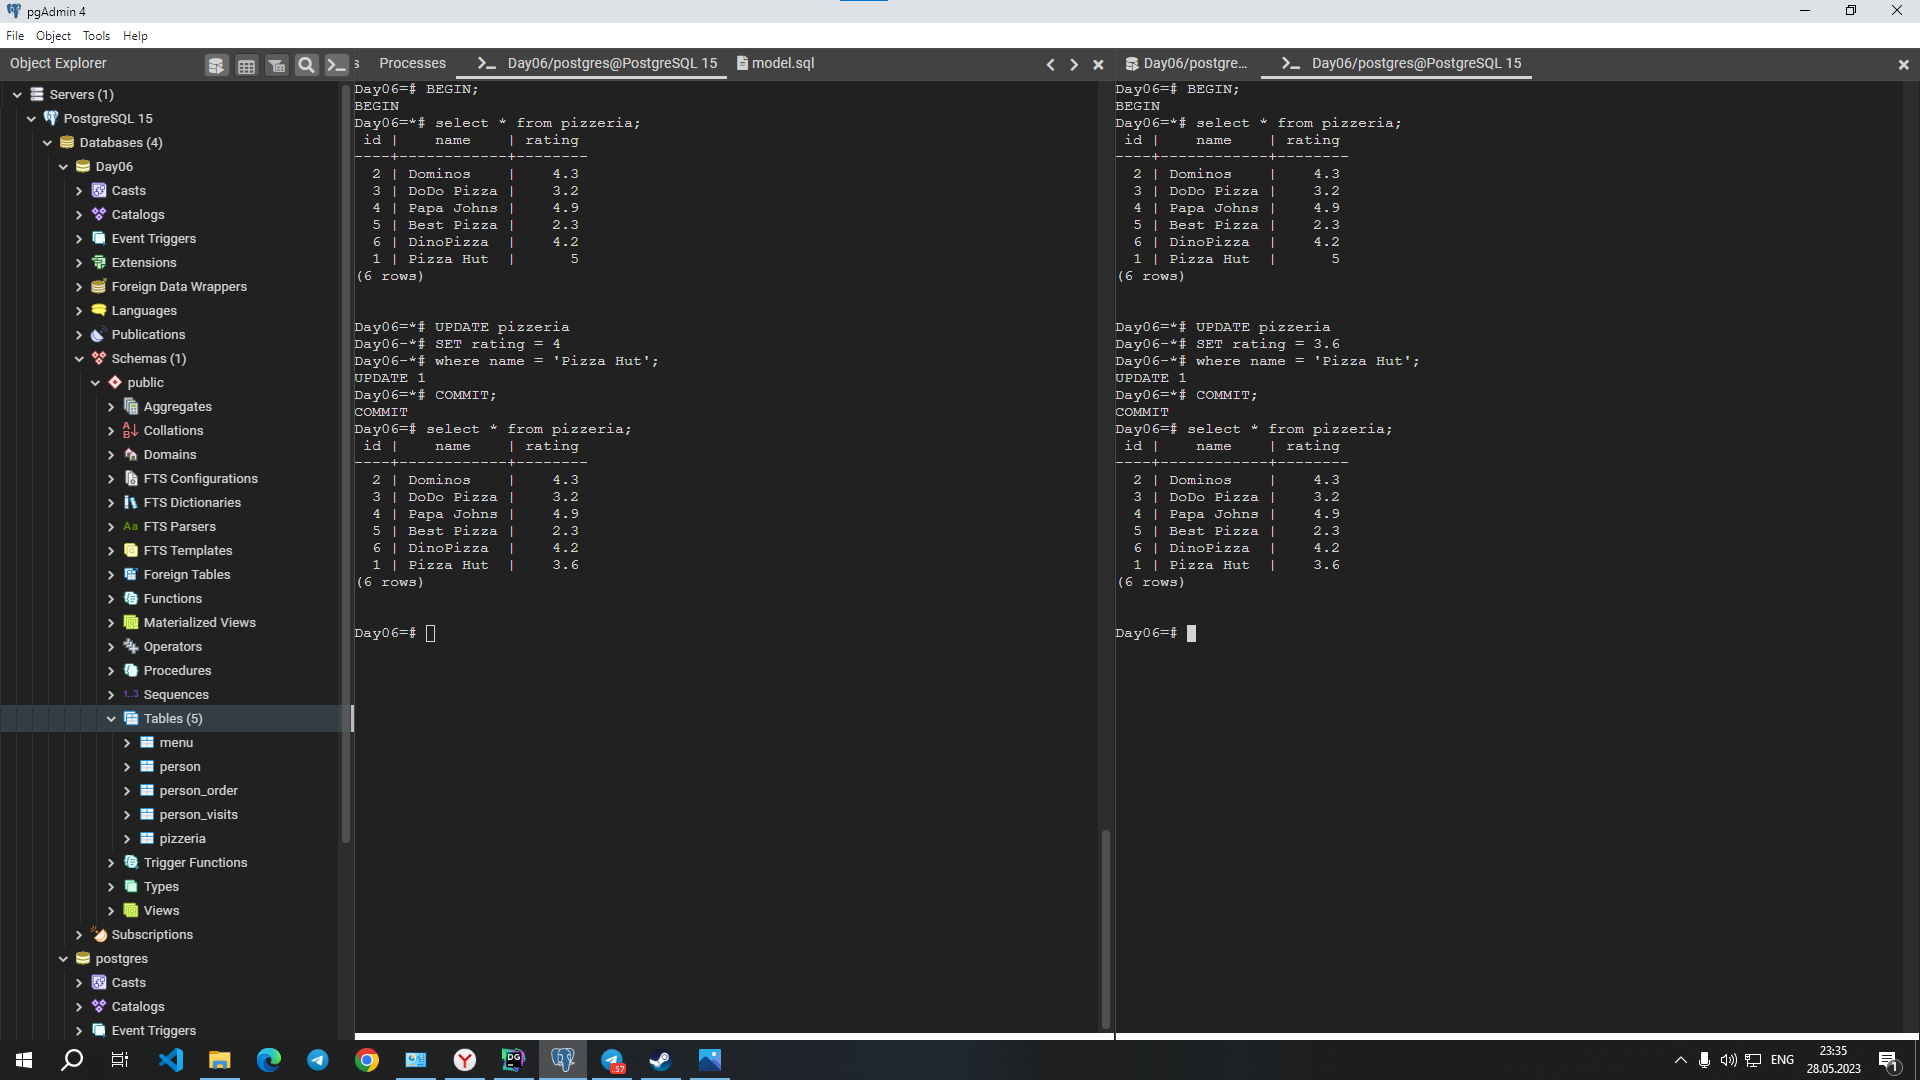 pgAdmin 4
File Object Tools Help
Object Explorer
s Processes Day06/postgres@PostgreSQL 15 model.sql
Day06/postgre... Day06/postgres@PostgreSQL 15
Servers (1)
PostgreSQL 15
Databases (4)
Day06
Casts
Catalogs
Event Triggers
Extensions
Foreign Data Wrappers
Languages
Publications
Schemas (1)
public
Aggregates
Collations
Domains
FTS Configurations
FTS Dictionaries
Aa FTS Parsers
FTS Templates
Foreign Tables
Functions
Materialized Views
Operators
Procedures
1..3 Sequences
Tables (5)
menu
person
person_order
person_visits
pizzeria
Trigger Functions
Types
Views
Subscriptions
postgres
Casts
Catalogs
Event Triggers
Day06=# BEGIN;
BEGIN
Day06=*# select * from pizzeria;
 id |    name    | rating
----+------------+--------
  2 | Dominos    |    4.3
  3 | DoDo Pizza |    3.2
  4 | Papa Johns |    4.9
  5 | Best Pizza |    2.3
  6 | DinoPizza  |    4.2
  1 | Pizza Hut  |      5
(6 rows)
Day06=*# UPDATE pizzeria
Day06-*# SET rating = 4
Day06-*# where name = 'Pizza Hut';
UPDATE 1
Day06=*# COMMIT;
COMMIT
Day06=# select * from pizzeria;
 id |    name    | rating
----+------------+--------
  2 | Dominos    |    4.3
  3 | DoDo Pizza |    3.2
  4 | Papa Johns |    4.9
  5 | Best Pizza |    2.3
  6 | DinoPizza  |    4.2
  1 | Pizza Hut  |    3.6
(6 rows)
Day06=#
Day06=# BEGIN;
BEGIN
Day06=*# select * from pizzeria;
 id |    name    | rating
----+------------+--------
  2 | Dominos    |    4.3
  3 | DoDo Pizza |    3.2
  4 | Papa Johns |    4.9
  5 | Best Pizza |    2.3
  6 | DinoPizza  |    4.2
  1 | Pizza Hut  |      5
(6 rows)
Day06=*# UPDATE pizzeria
Day06-*# SET rating = 3.6
Day06-*# where name = 'Pizza Hut';
UPDATE 1
Day06=*# COMMIT;
COMMIT
Day06=# select * from pizzeria;
 id |    name    | rating
----+------------+--------
  2 | Dominos    |    4.3
  3 | DoDo Pizza |    3.2
  4 | Papa Johns |    4.9
  5 | Best Pizza |    2.3
  6 | DinoPizza  |    4.2
  1 | Pizza Hut  |    3.6
(6 rows)
Day06=#
DG
57
ENG
23:35
28.05.2023
1